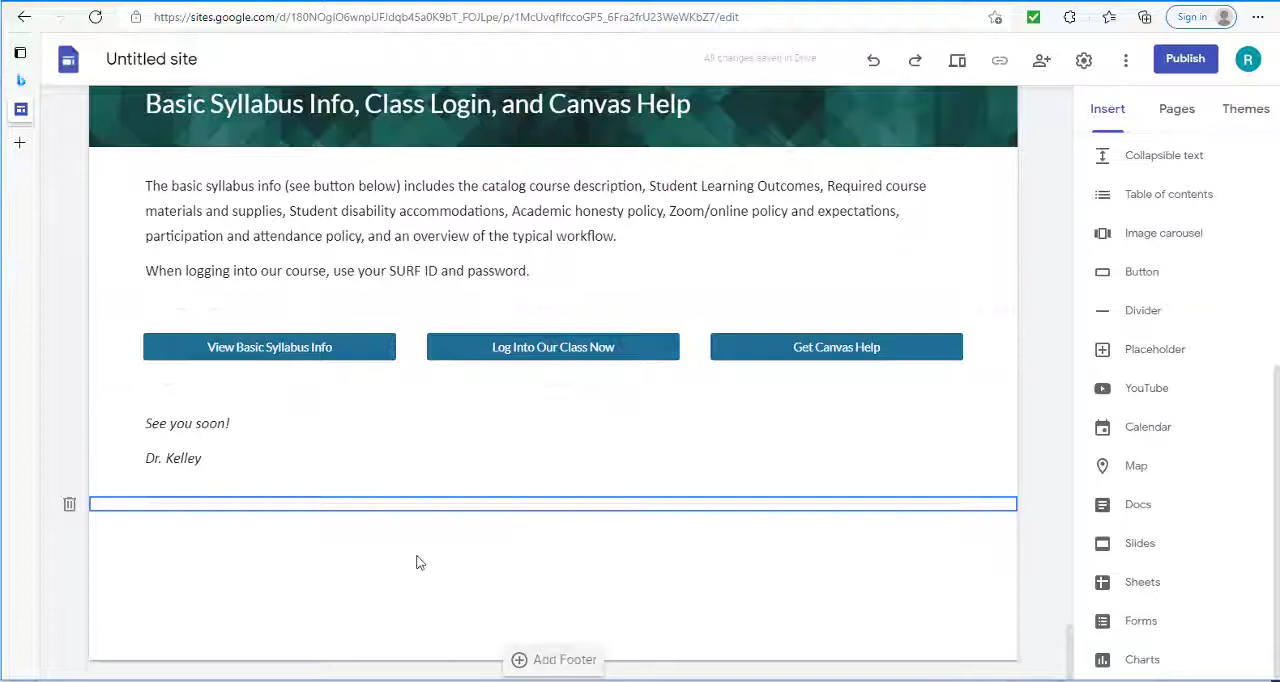 https://sites.google.com/d/180NOgIO6wnpUFJdqb45a0K9bT_FOJLpe/p/1McUvqfIfccoGP5_6Fra2frU23WeWKbZ7/edit
Sign in
Untitled site
All changes saved in Drive
Publish
R
Basic Syllabus Info, Class Login, and Canvas Help
Insert
Pages
Themes
The basic syllabus info (see button below) includes the catalog course description, Student Learning Outcomes, Required course
materials and supplies, Student disability accommodations, Academic honesty policy, Zoom/online policy and expectations,
participation and attendance policy, and an overview of the typical workflow.
When logging into our course, use your SURF ID and password.
View Basic Syllabus Info
Log Into Our Class Now
Get Canvas Help
See you soon!
Dr. Kelley
Add Footer
Collapsible text
Table of contents
Image carousel
Button
Divider
Placeholder
YouTube
Calendar
Map
Docs
Slides
Sheets
Forms
Charts